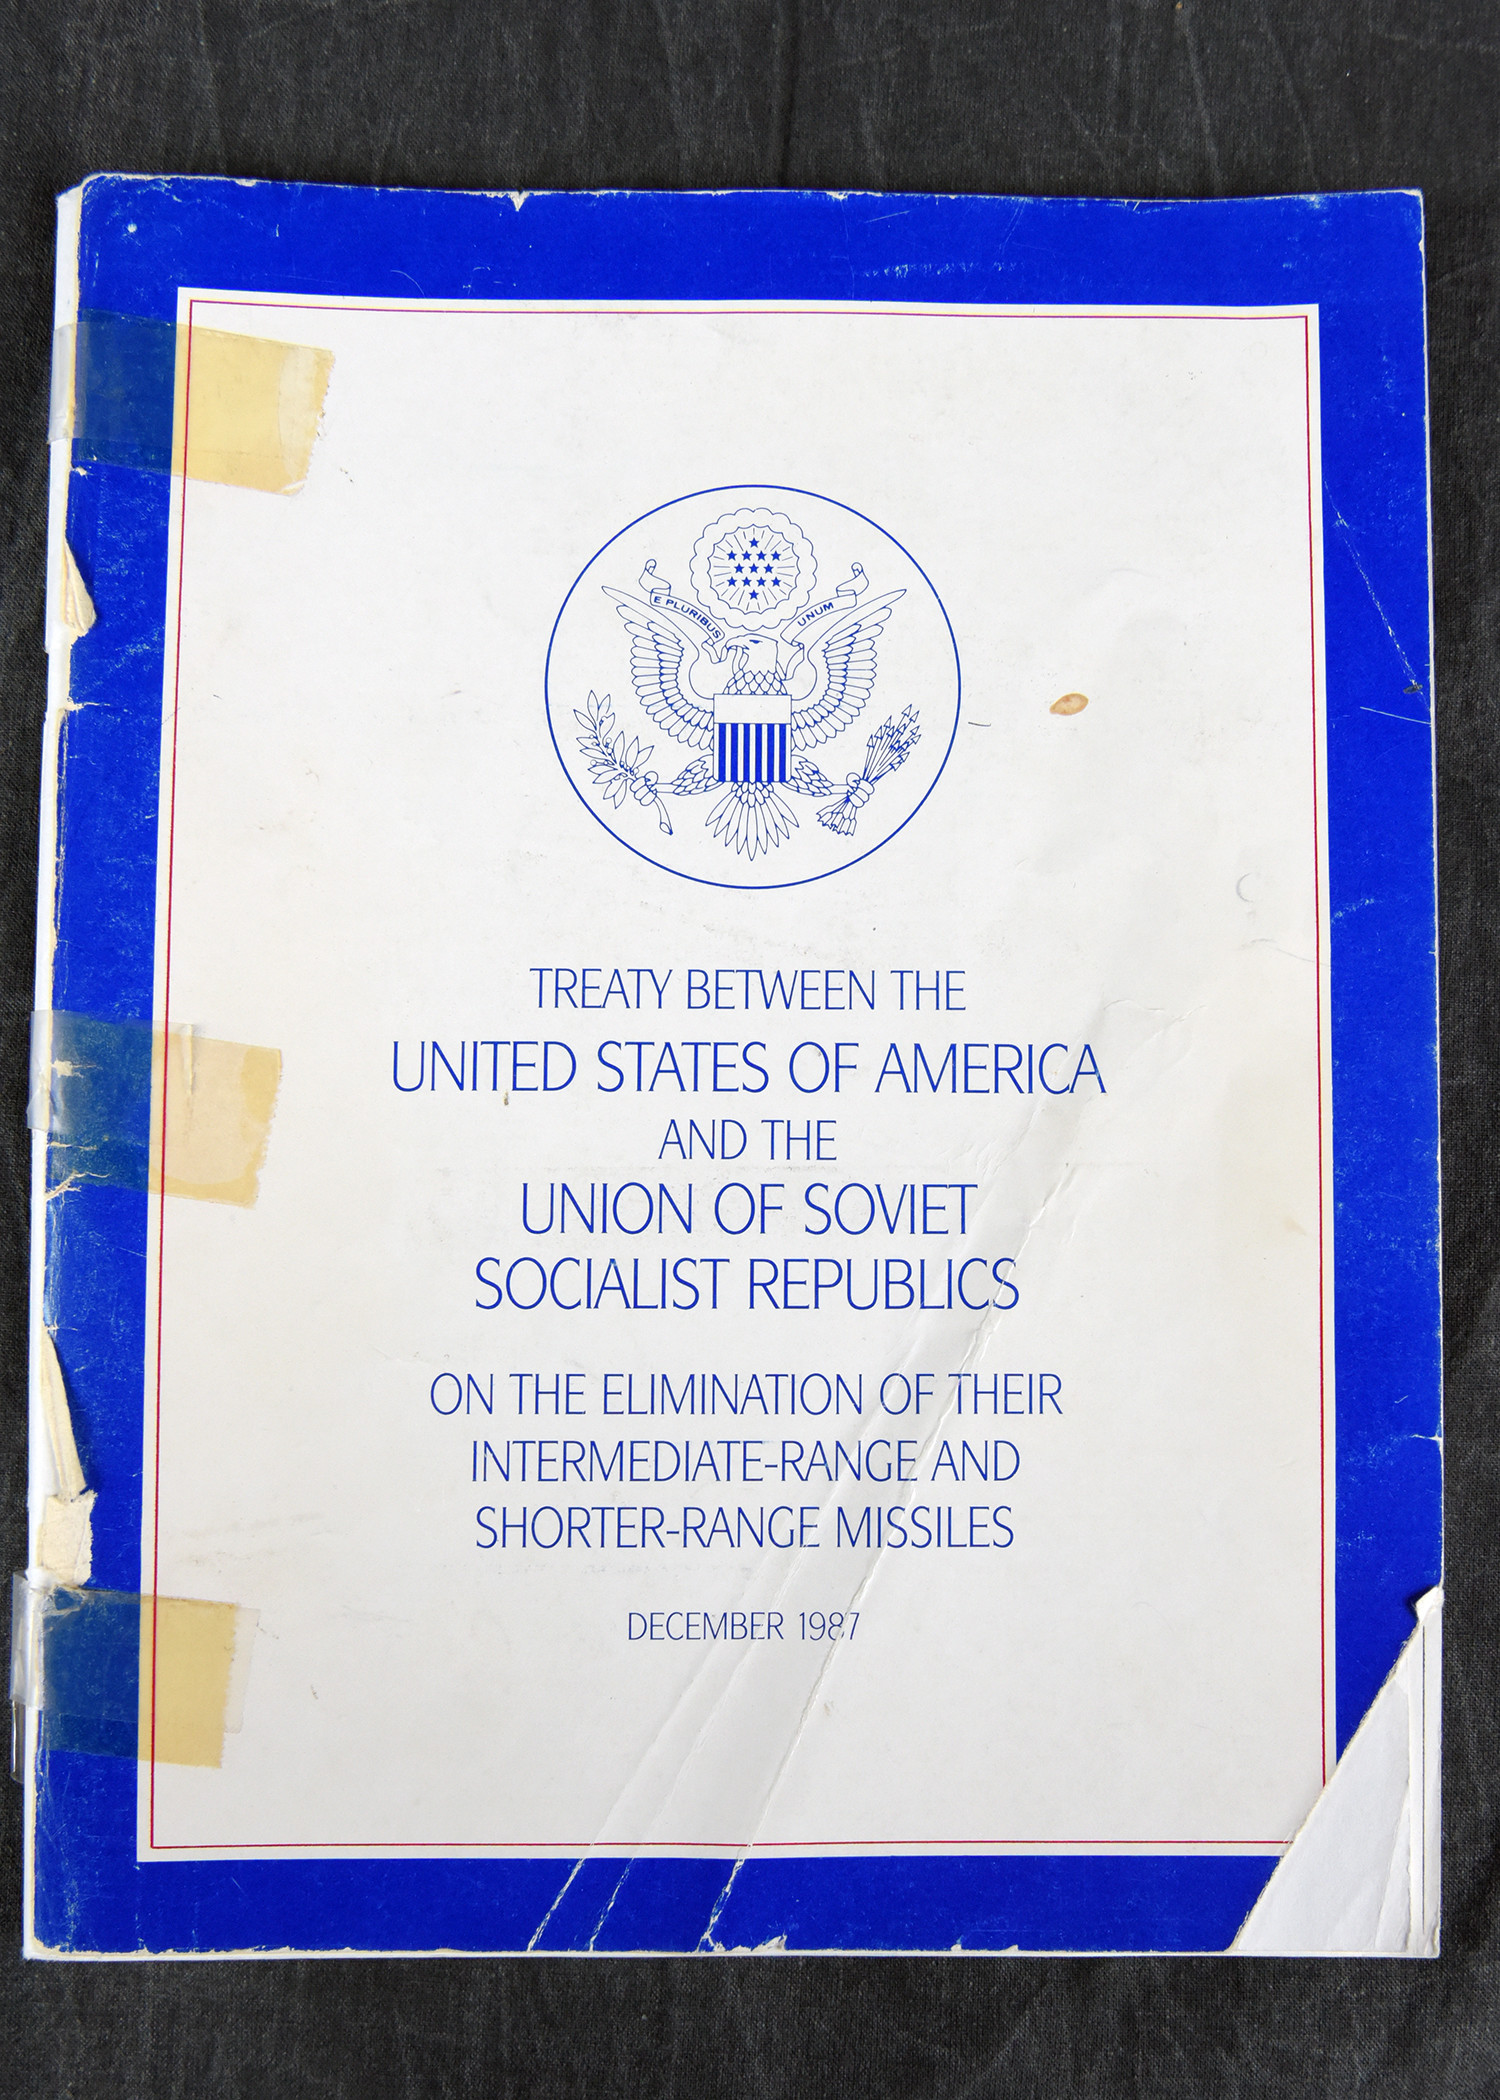 E PLURIBUS UNUM
TREATY BETWEEN THE
UNITED STATES OF AMERICA
AND THE
UNION OF SOVIET
SOCIALIST REPUBLICS
ON THE ELIMINATION OF THEIR
INTERMEDIATE-RANGE AND
SHORTER-RANGE MISSILES
DECEMBER 1987